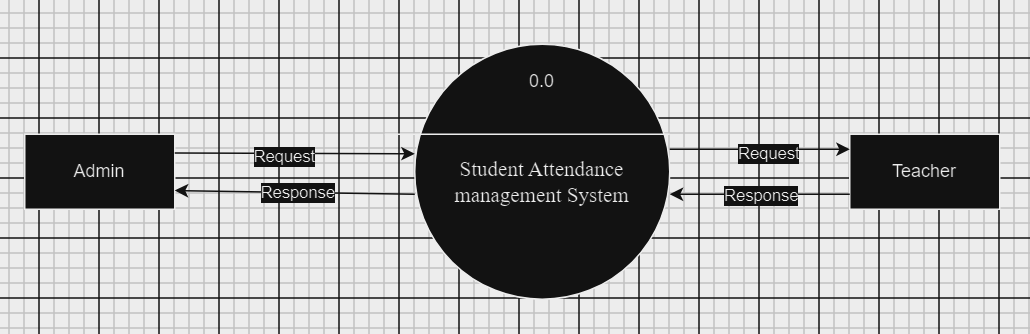 0.0
Admin
Request
Response
Student Attendance
management System
Request
Response
Teacher